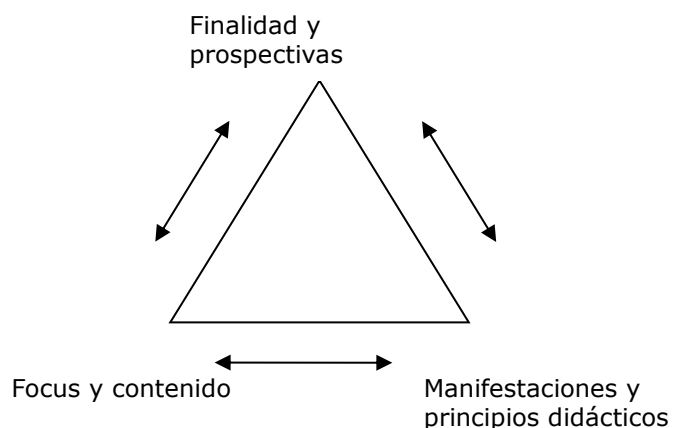 Finalidad y
prospectivas
Focus y contenido
Manifestaciones y
principios didácticos